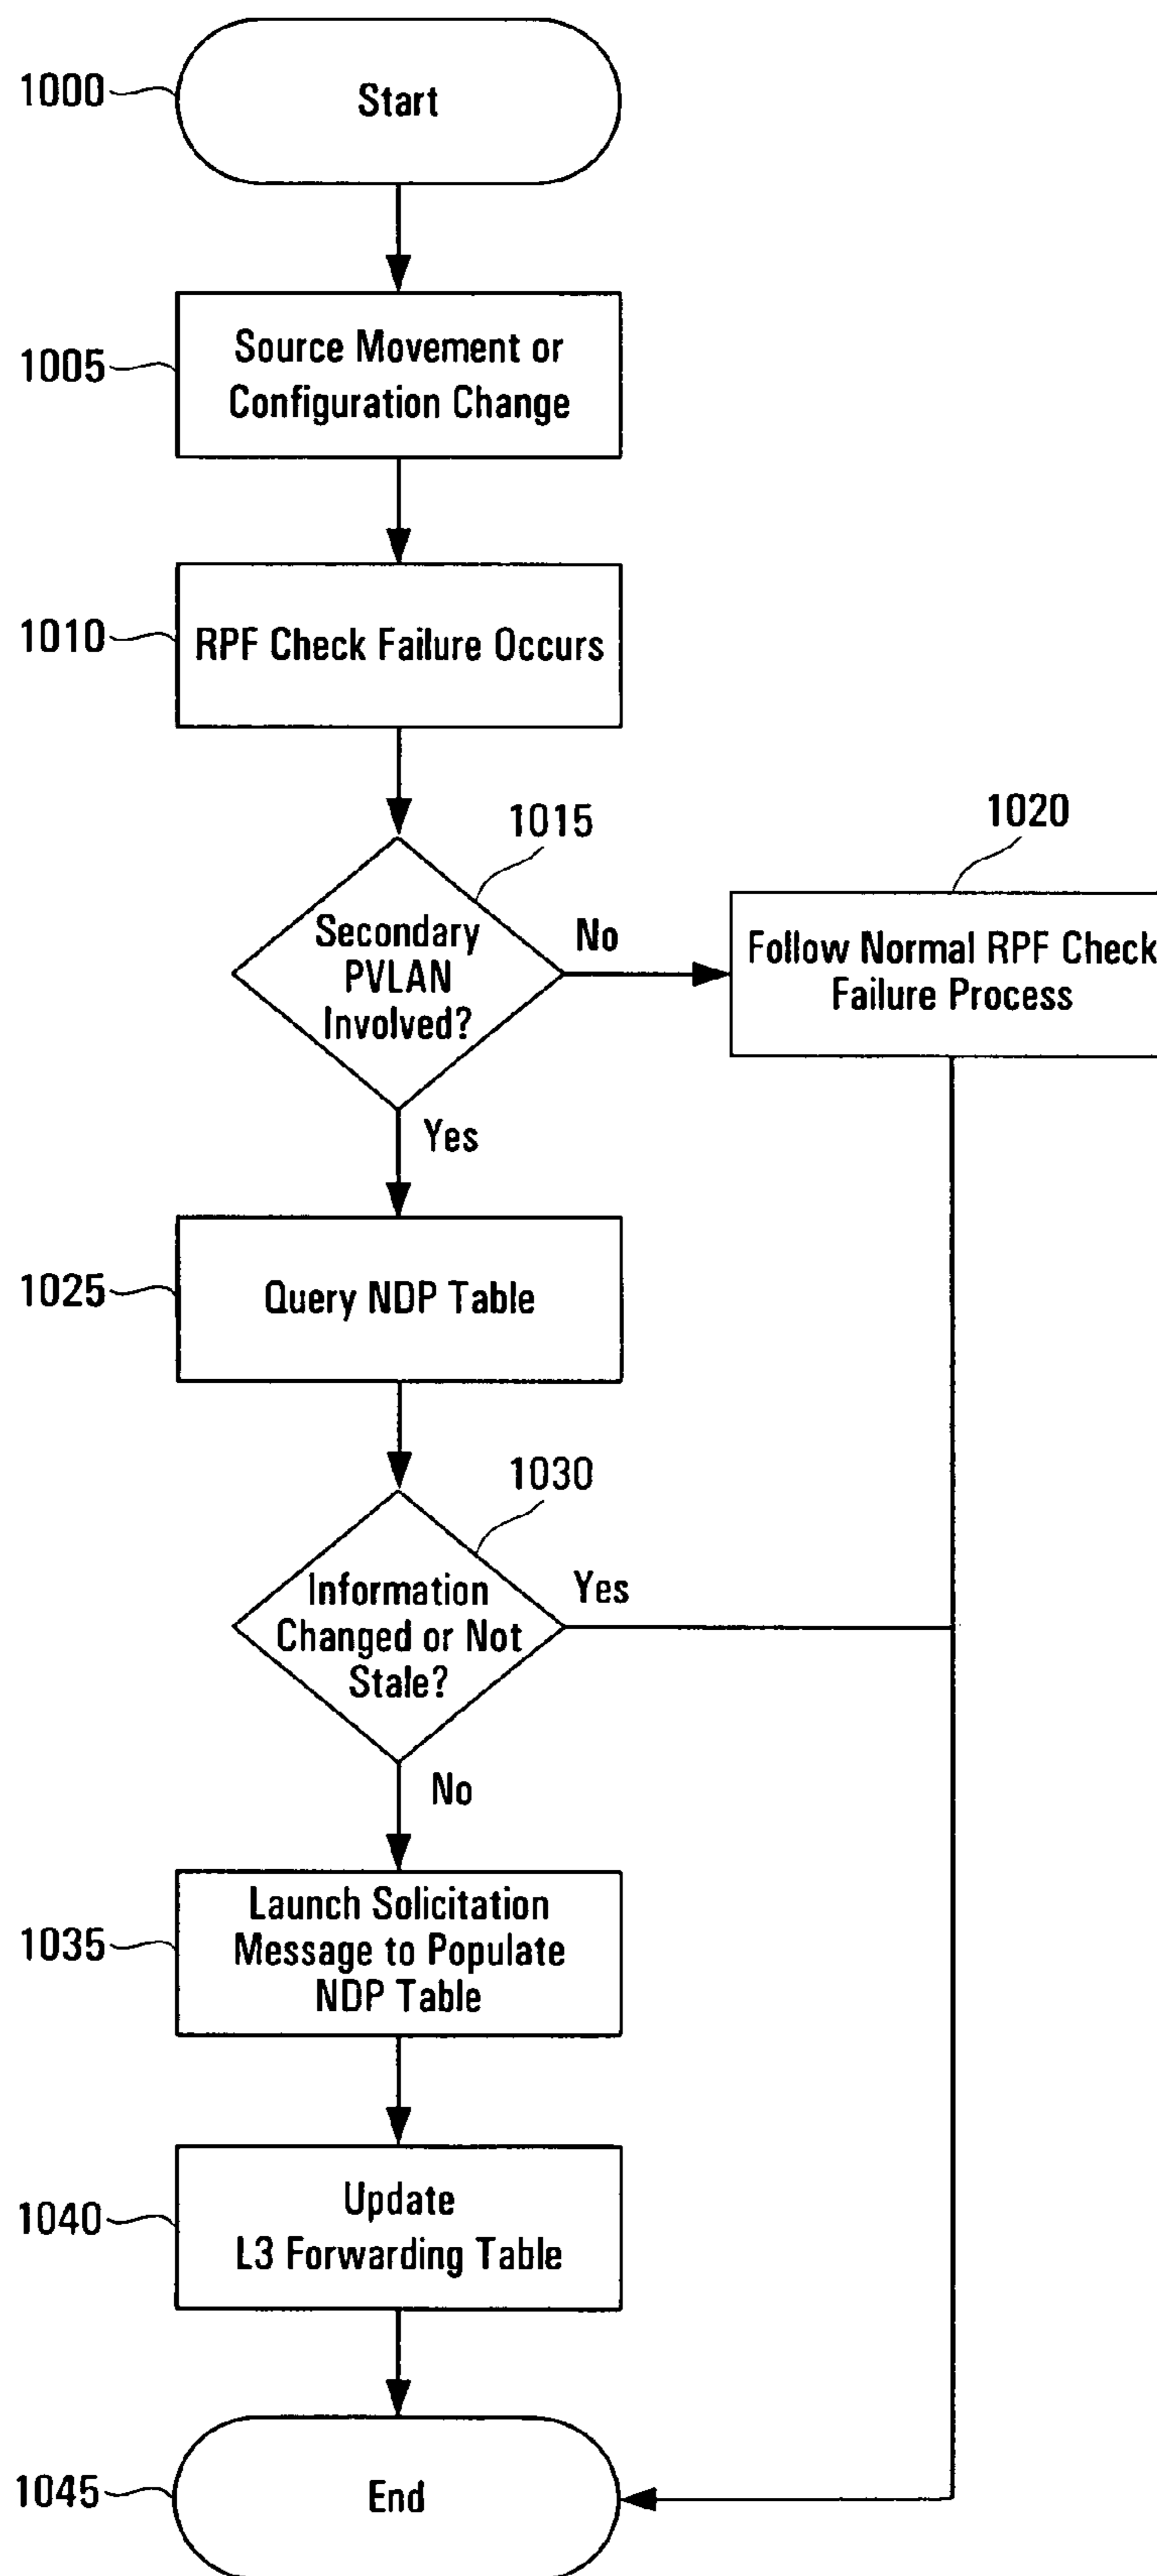 1000
Start
1005
Source Movement or
Configuration Change
1010
RPF Check Failure Occurs
1015
Secondary
PVLAN
Involved?
No
1020
Follow Normal RPF Check
Failure Process
Yes
1025
Query NDP Table
1030
Information
Changed or Not
Stale?
Yes
No
1035
Launch Solicitation
Message to Populate
NDP Table
1040
Update
L3 Forwarding Table
1045
End